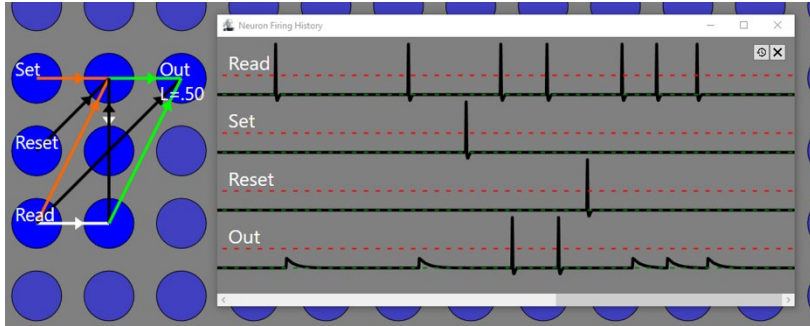 Set
Out
L=.50
Reset
Read
Neuron Firing History
Read
Set
Reset
Out